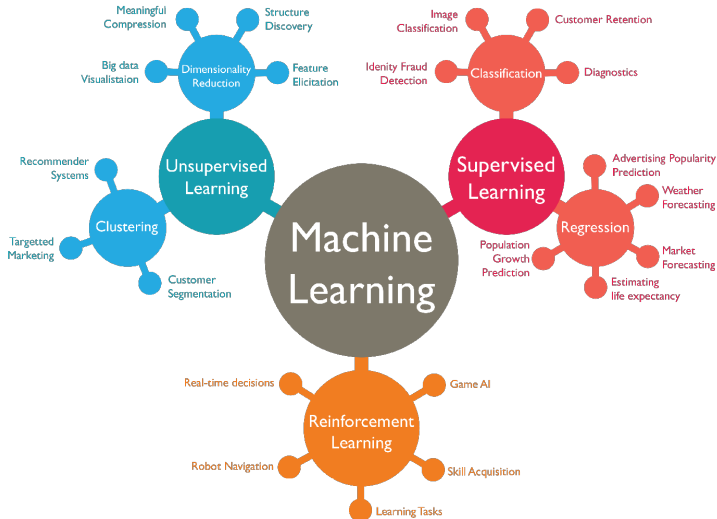 Meaningful
Compression
Structure
Discovery
Big data
Visualistaion
Dimensionality
Reduction
Feature
Elicitation
Unsupervised
Learning
Recommender
Systems
Clustering
Targetted
Marketing
Customer
Segmentation
Machine
Learning
Image
Classification
Customer Retention
Idenity Fraud
Detection
Classification
Diagnostics
Supervised
Learning
Advertising Popularity
Prediction
Weather
Forecasting
Regression
Population
Growth
Prediction
Market
Forecasting
Estimating
life expectancy
Real-time decisions
Game AI
Reinforcement
Learning
Robot Navigation
Skill Acquisition
Learning Tasks